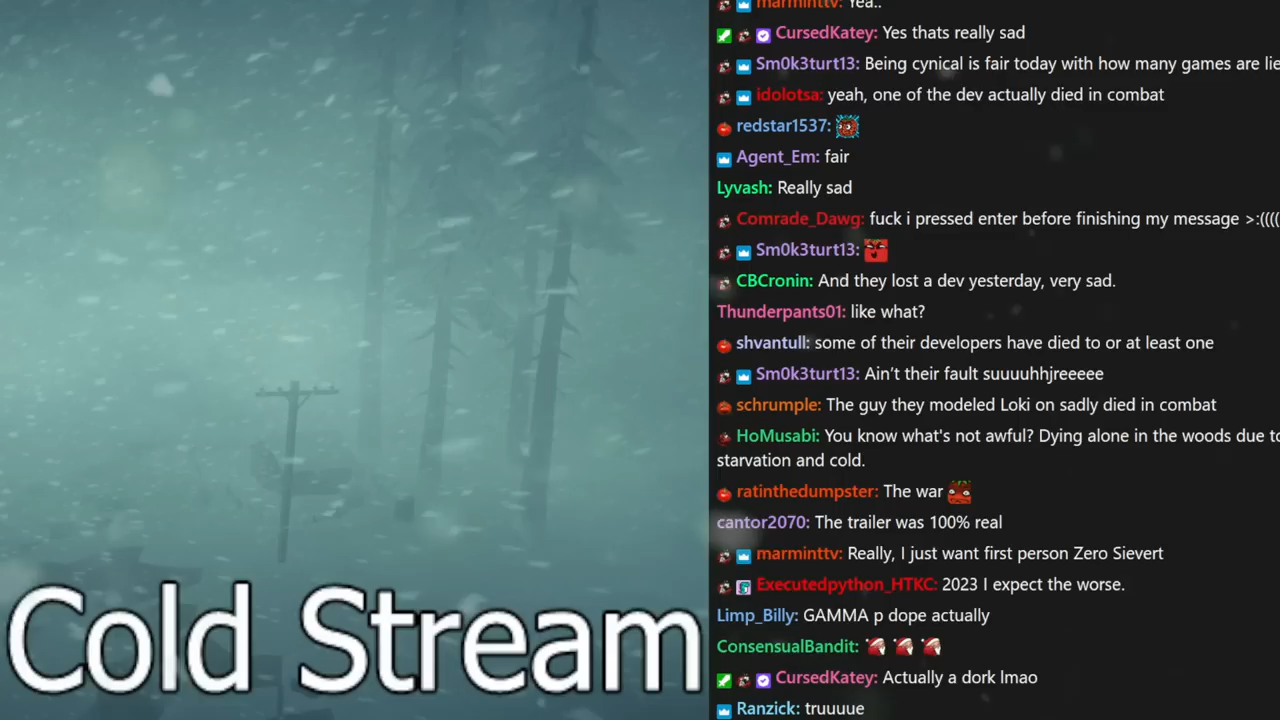 marminttv: Yea..
CursedKatey: Yes thats really sad
Sm0k3turt13: Being cynical is fair today with how many games are lie
idolotsa: yeah, one of the dev actually died in combat
redstar1537:
Agent_Em: fair
Lyvash: Really sad
Comrade_Dawg: fuck i pressed enter before finishing my message >:((((
Sm0k3turt13:
CBCronin: And they lost a dev yesterday, very sad.
Thunderpants01: like what?
shvantull: some of their developers have died to or at least one
Sm0k3turt13: Ain’t their fault suuuuhhjreeeee
schrumple: The guy they modeled Loki on sadly died in combat
HoMusabi: You know what's not awful? Dying alone in the woods due to
starvation and cold.
ratinthedumpster: The war
cantor2070: The trailer was 100% real
marminttv: Really, I just want first person Zero Sievert
Executedpython_HTKC: 2023 I expect the worse.
Limp_Billy: GAMMA p dope actually
ConsensualBandit:
CursedKatey: Actually a dork lmao
Ranzick: truuuue
Cold Stream